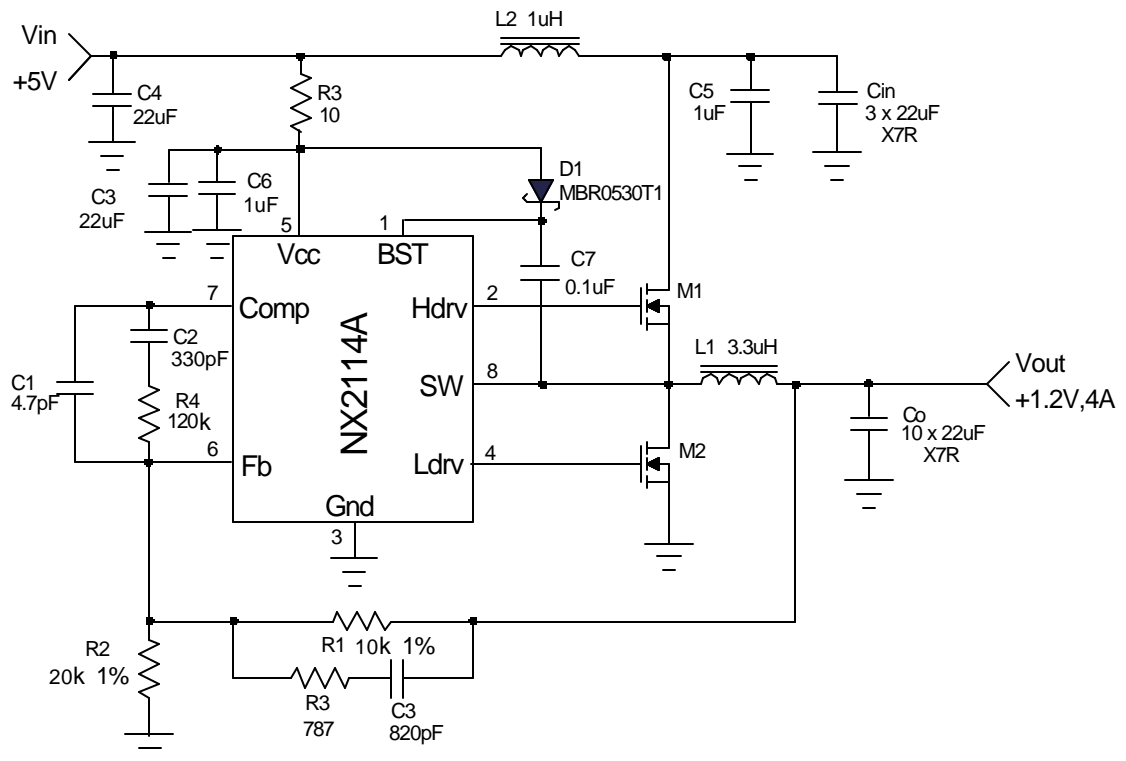 L2 1uH
Vin
+5V
C4
22uF
R3
10
C5
1uF
Cin
3 x 22uF
X7R
D1
MBR0530T1
C3
22uF
C6
1uF
5
1
Vcc
BST
C7
0.1uF
7
Comp
2
Hdrv
M1
C2
330pF
NX2114A
L1 3.3uH
8
SW
Vout
+1.2V,4A
C1
4.7pF
R4
120k
Co
10 x 22uF
X7R
6
Fb
4
Ldrv
M2
Gnd
3
R1 10k 1%
R2
20k 1%
R3
787
C3
820pF